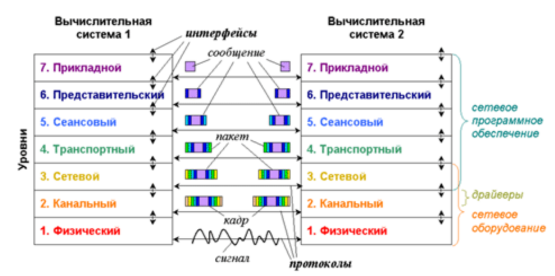 Вычислительная система 1
Вычислительная система 2
интерфейсы
сообщение
7. Прикладной
7. Прикладной
6. Представительский
6. Представительский
5. Сеансовый
5. Сеансовый
сетевое программное обеспечение
Уровни
пакет
4. Транспортный
4. Транспортный
3. Сетевой
3. Сетевой
драйверы
2. Канальный
2. Канальный
кадр
сетевое оборудование
1. Физический
1. Физический
сигнал
протоколы